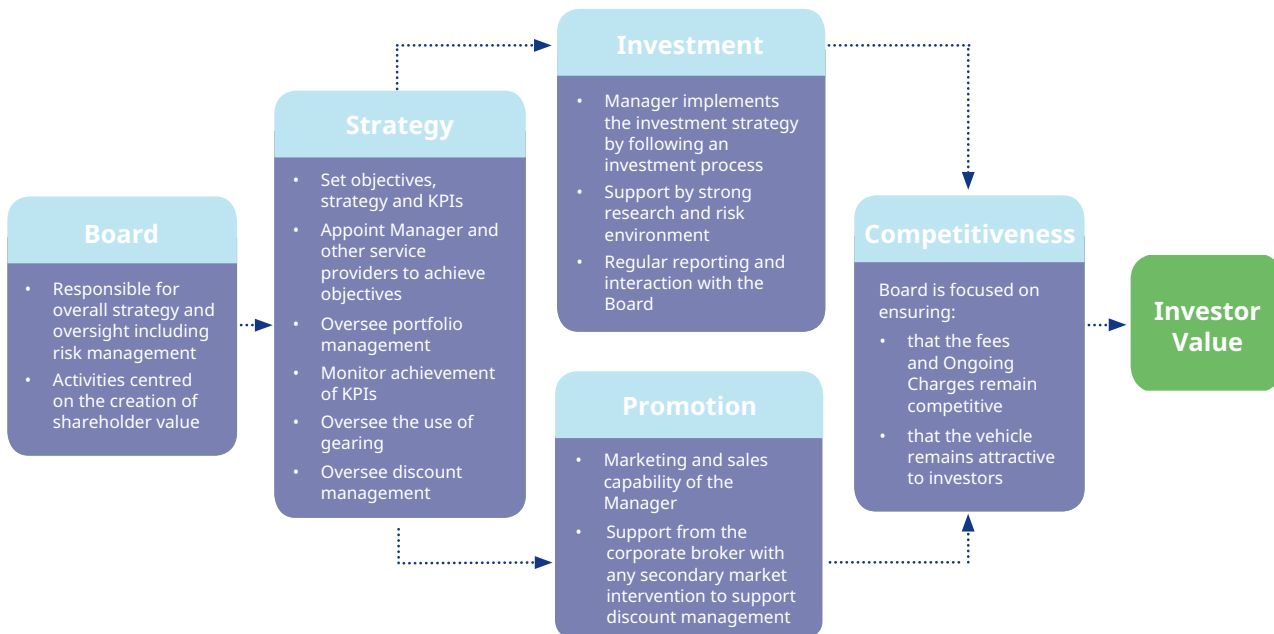 Board
• Responsible for
overall strategy and
oversight including
risk management
• Activities centred
on the creation of
shareholder value
Strategy
• Set objectives,
strategy and KPIs
• Appoint Manager and
other service
providers to achieve
objectives
• Oversee portfolio
management
• Monitor achievement
of KPIs
• Oversee the use of
gearing
• Oversee discount
management
Investment
• Manager implements
the investment strategy
by following an
investment process
• Support by strong
research and risk
environment
• Regular reporting and
interaction with the
Board
Promotion
• Marketing and sales
capability of the
Manager
• Support from the
corporate broker with
any secondary market
intervention to support
discount management
Competitiveness
Board is focused on
ensuring:
• that the fees
and Ongoing
Charges remain
competitive
• that the vehicle
remains attractive
to investors
Investor
Value